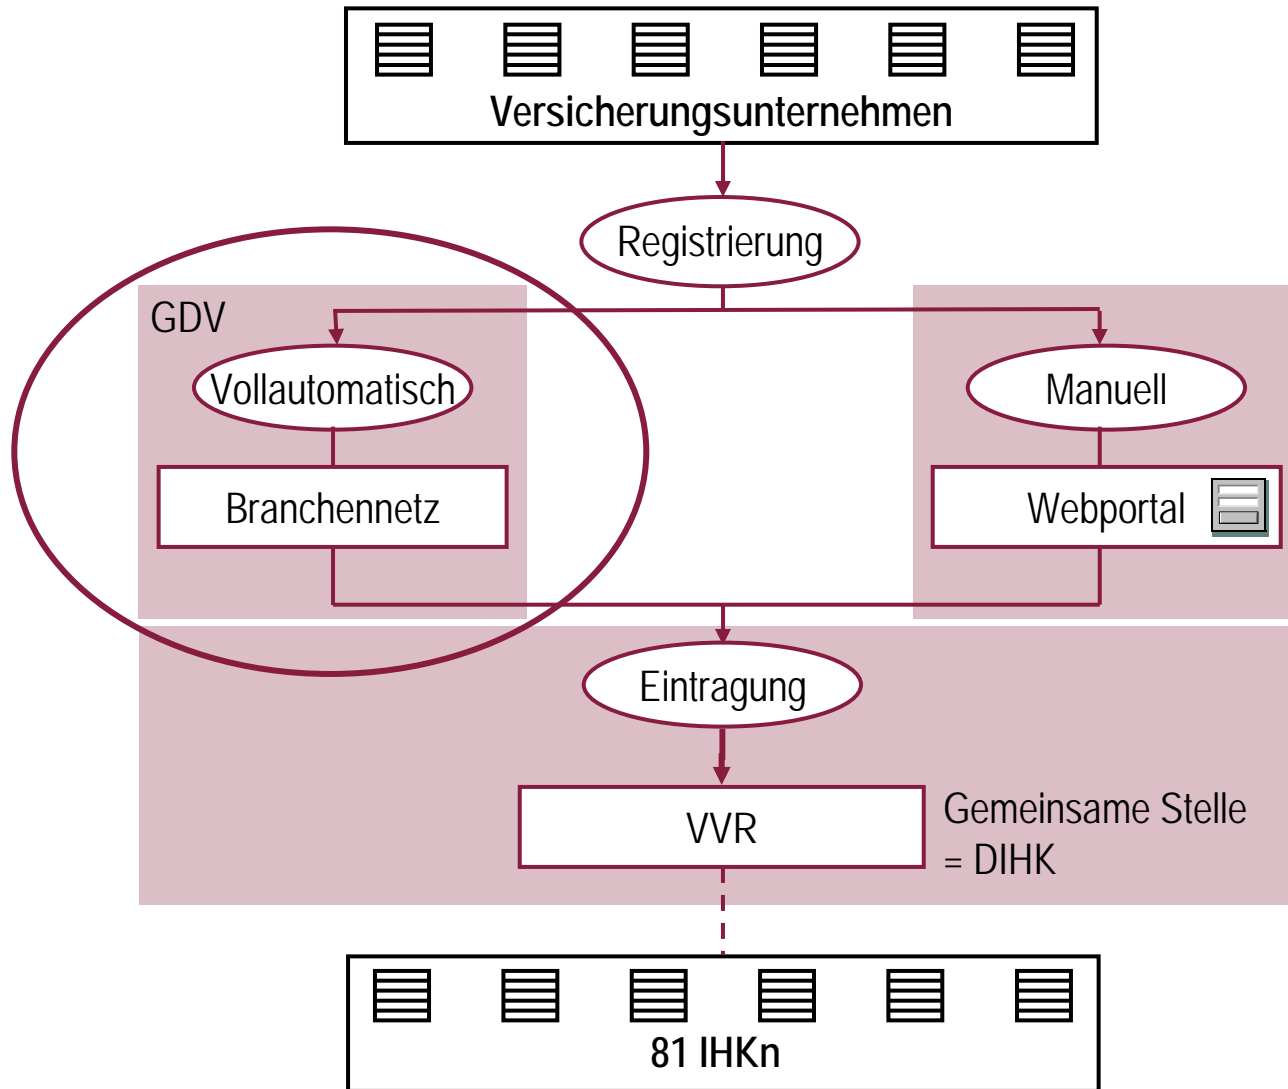 Versicherungsunternehmen
Registrierung
GDV
Vollautomatisch
Manuell
Branchennetz
Webportal
Eintragung
VVR
Gemeinsame Stelle
= DIHK
81 IHKn